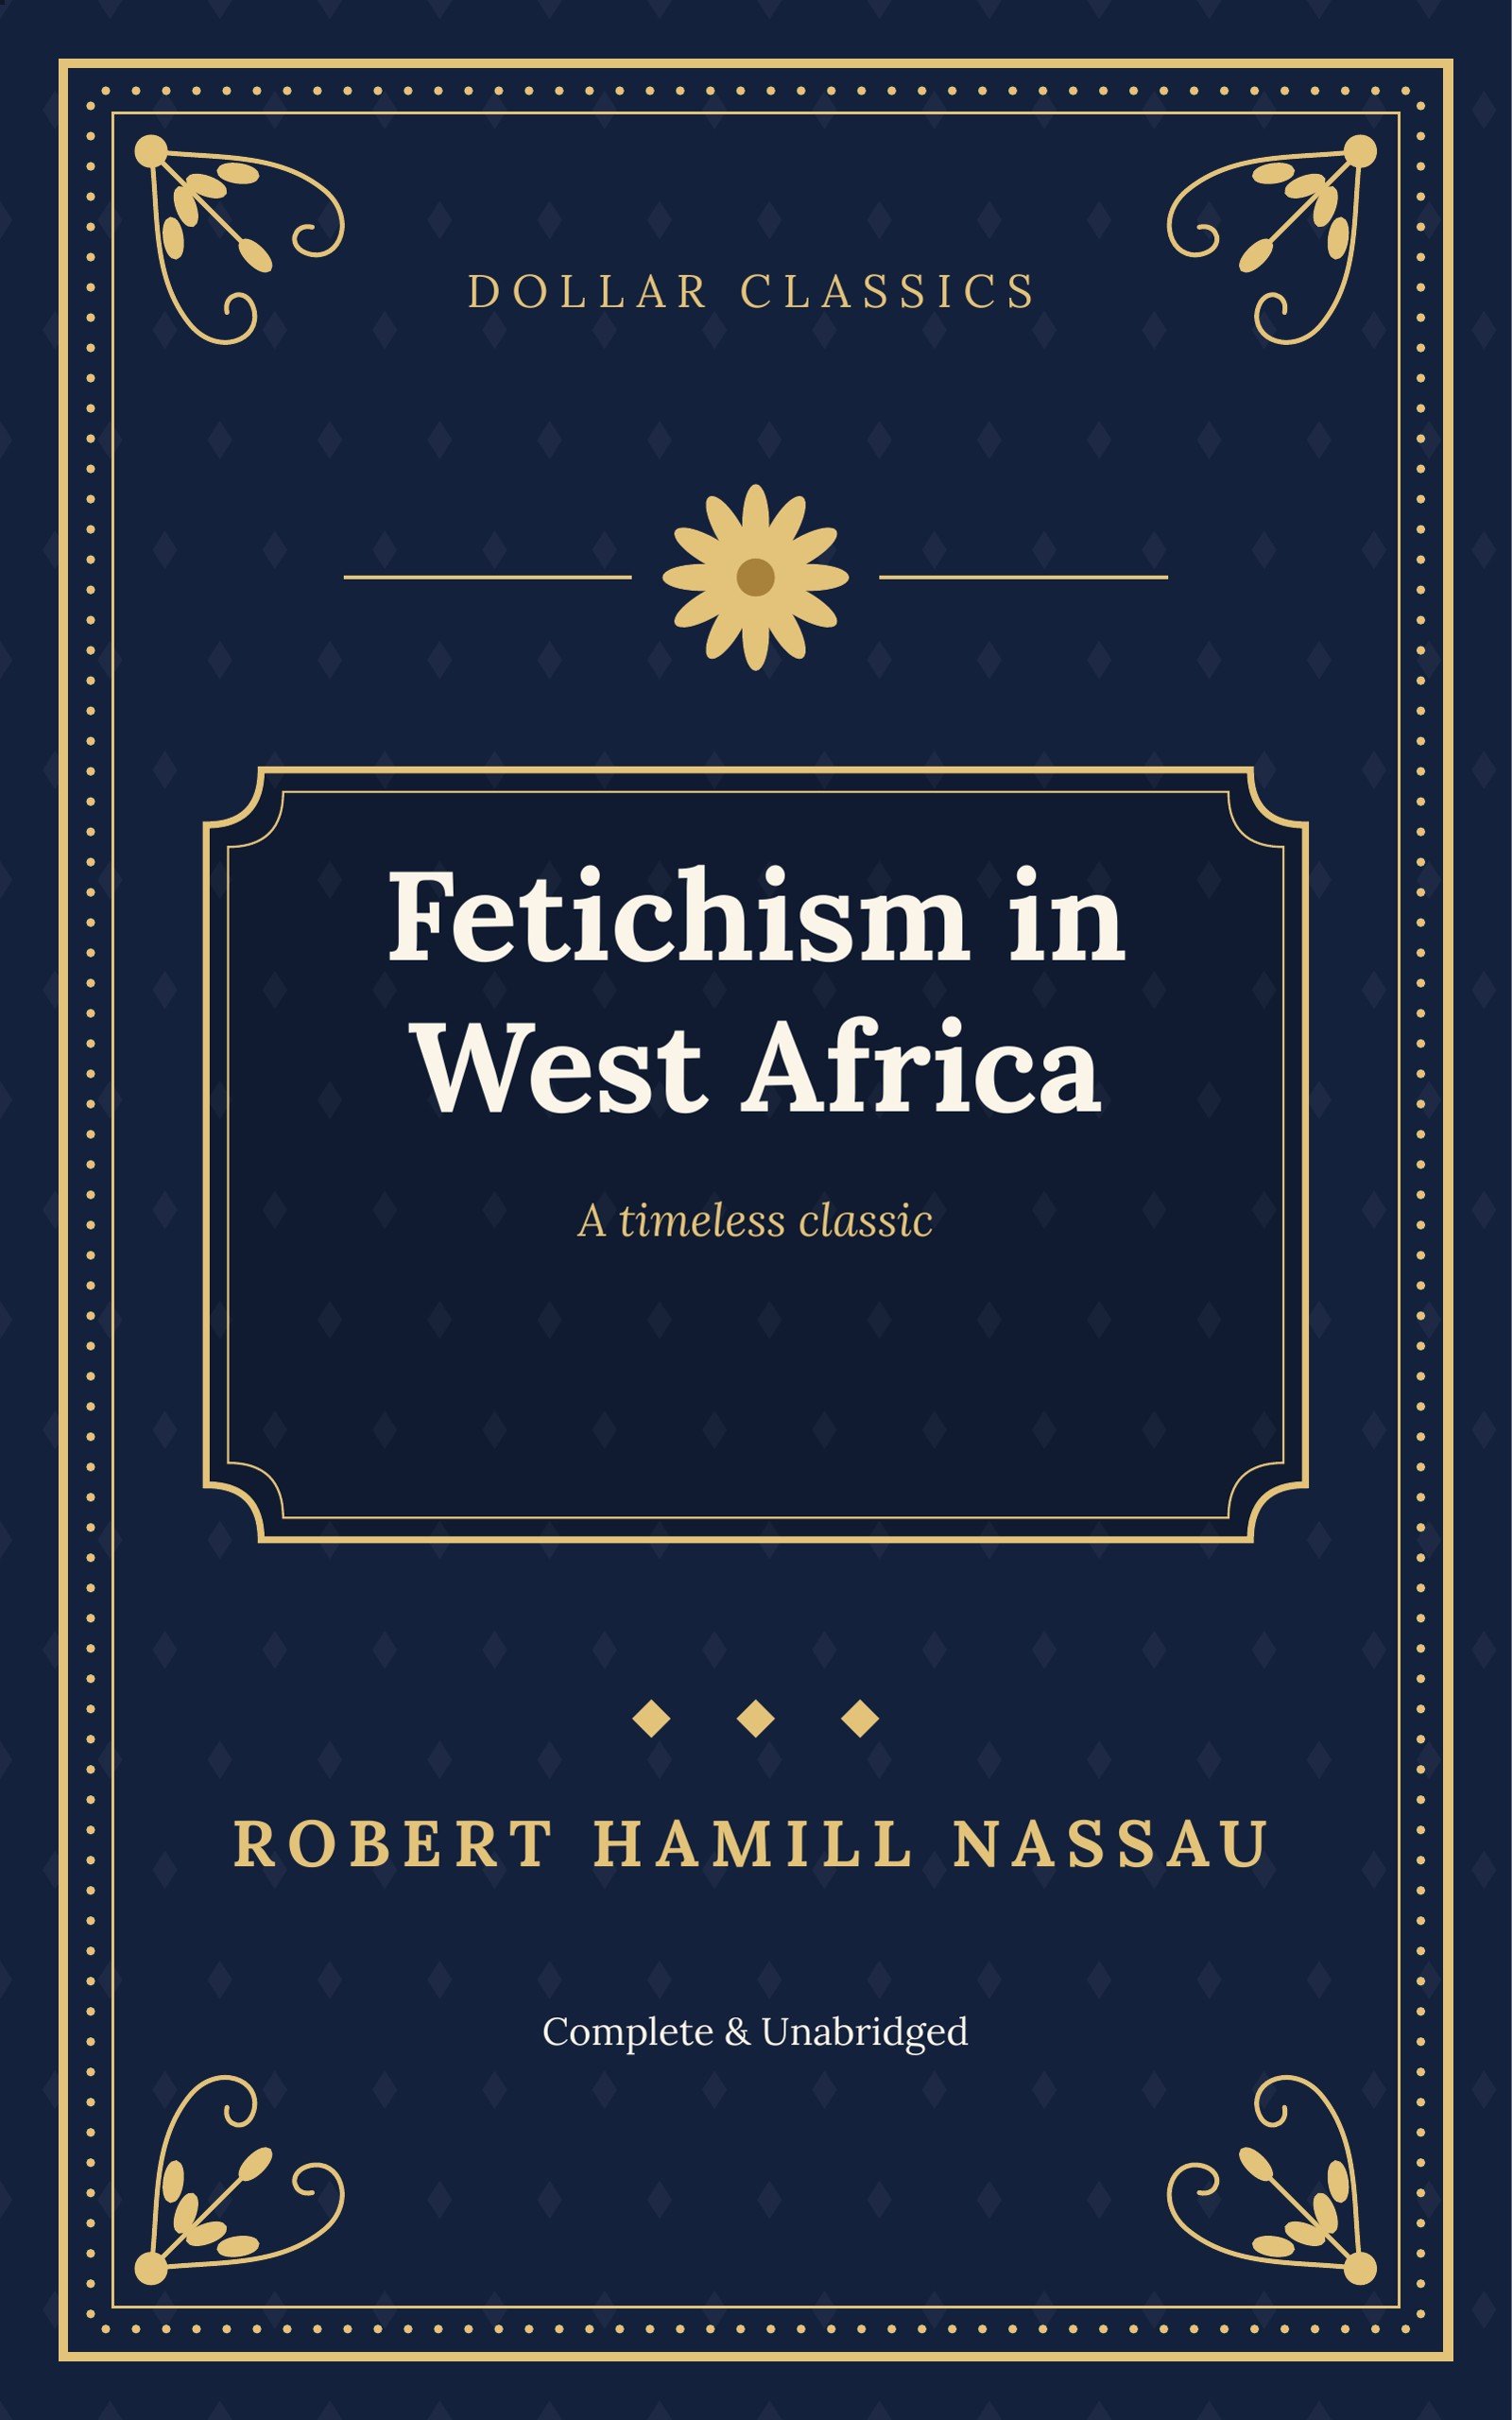 DOLLAR CLASSICS
Fetichism in
West Africa
A timeless classic
ROBERT HAMILL NASSAU
Complete & Unabridged